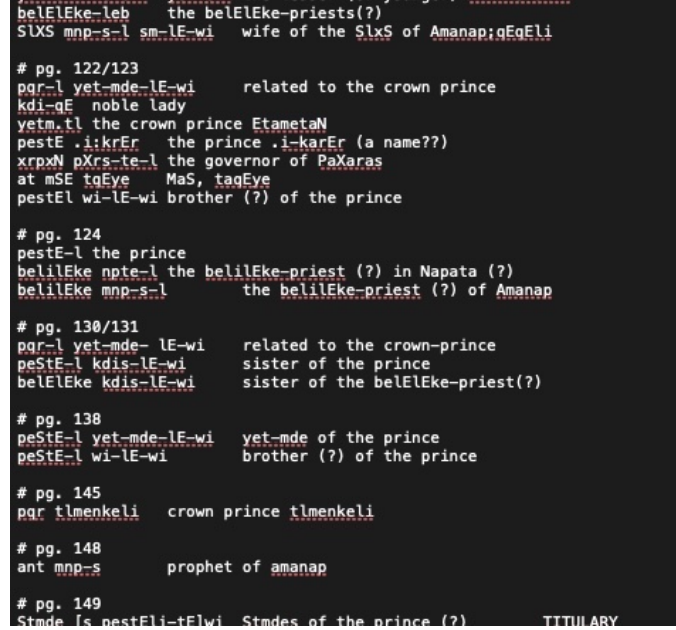 belElEke-leb the belElEke-priests(?)
SlXS mnp-s-l sm-lE-wi wife of the SlxS of Amanap;qEqEli
# pg. 122/123
pqr-l yet-mde-lE-wi related to the crown prince
kdi-qE noble lady
yetm.tl the crown prince EtametaN
pestE .i:krEr the prince .i-karEr (a name??)
xrpxN pXrs-te-l the governor of PaXaras
at mSE tqEye MaS, taqEye
pestEl wi-lE-wi brother (?) of the prince
# pg. 124
pestE-l the prince
belilEke npte-l the belilEke-priest (?) in Napata (?)
belilEke mnp-s-l the belilEke-priest (?) of Amanap
# pg. 130/131
pqr-l yet-mde- lE-wi related to the crown-prince
peStE-l kdis-lE-wi sister of the prince
belElEke kdis-lE-wi sister of the belElEke-priest(?)
# pg. 138
peStE-l yet-mde-lE-wi yet-mde of the prince
peStE-l wi-lE-wi brother (?) of the prince
# pg. 145
pqr tlmenkeli crown prince tlmenkeli
# pg. 148
ant mnp-s prophet of amanap
# pg. 149
Stmde [s pestEli-tE]wi Stmdes of the prince (?) TITULARY